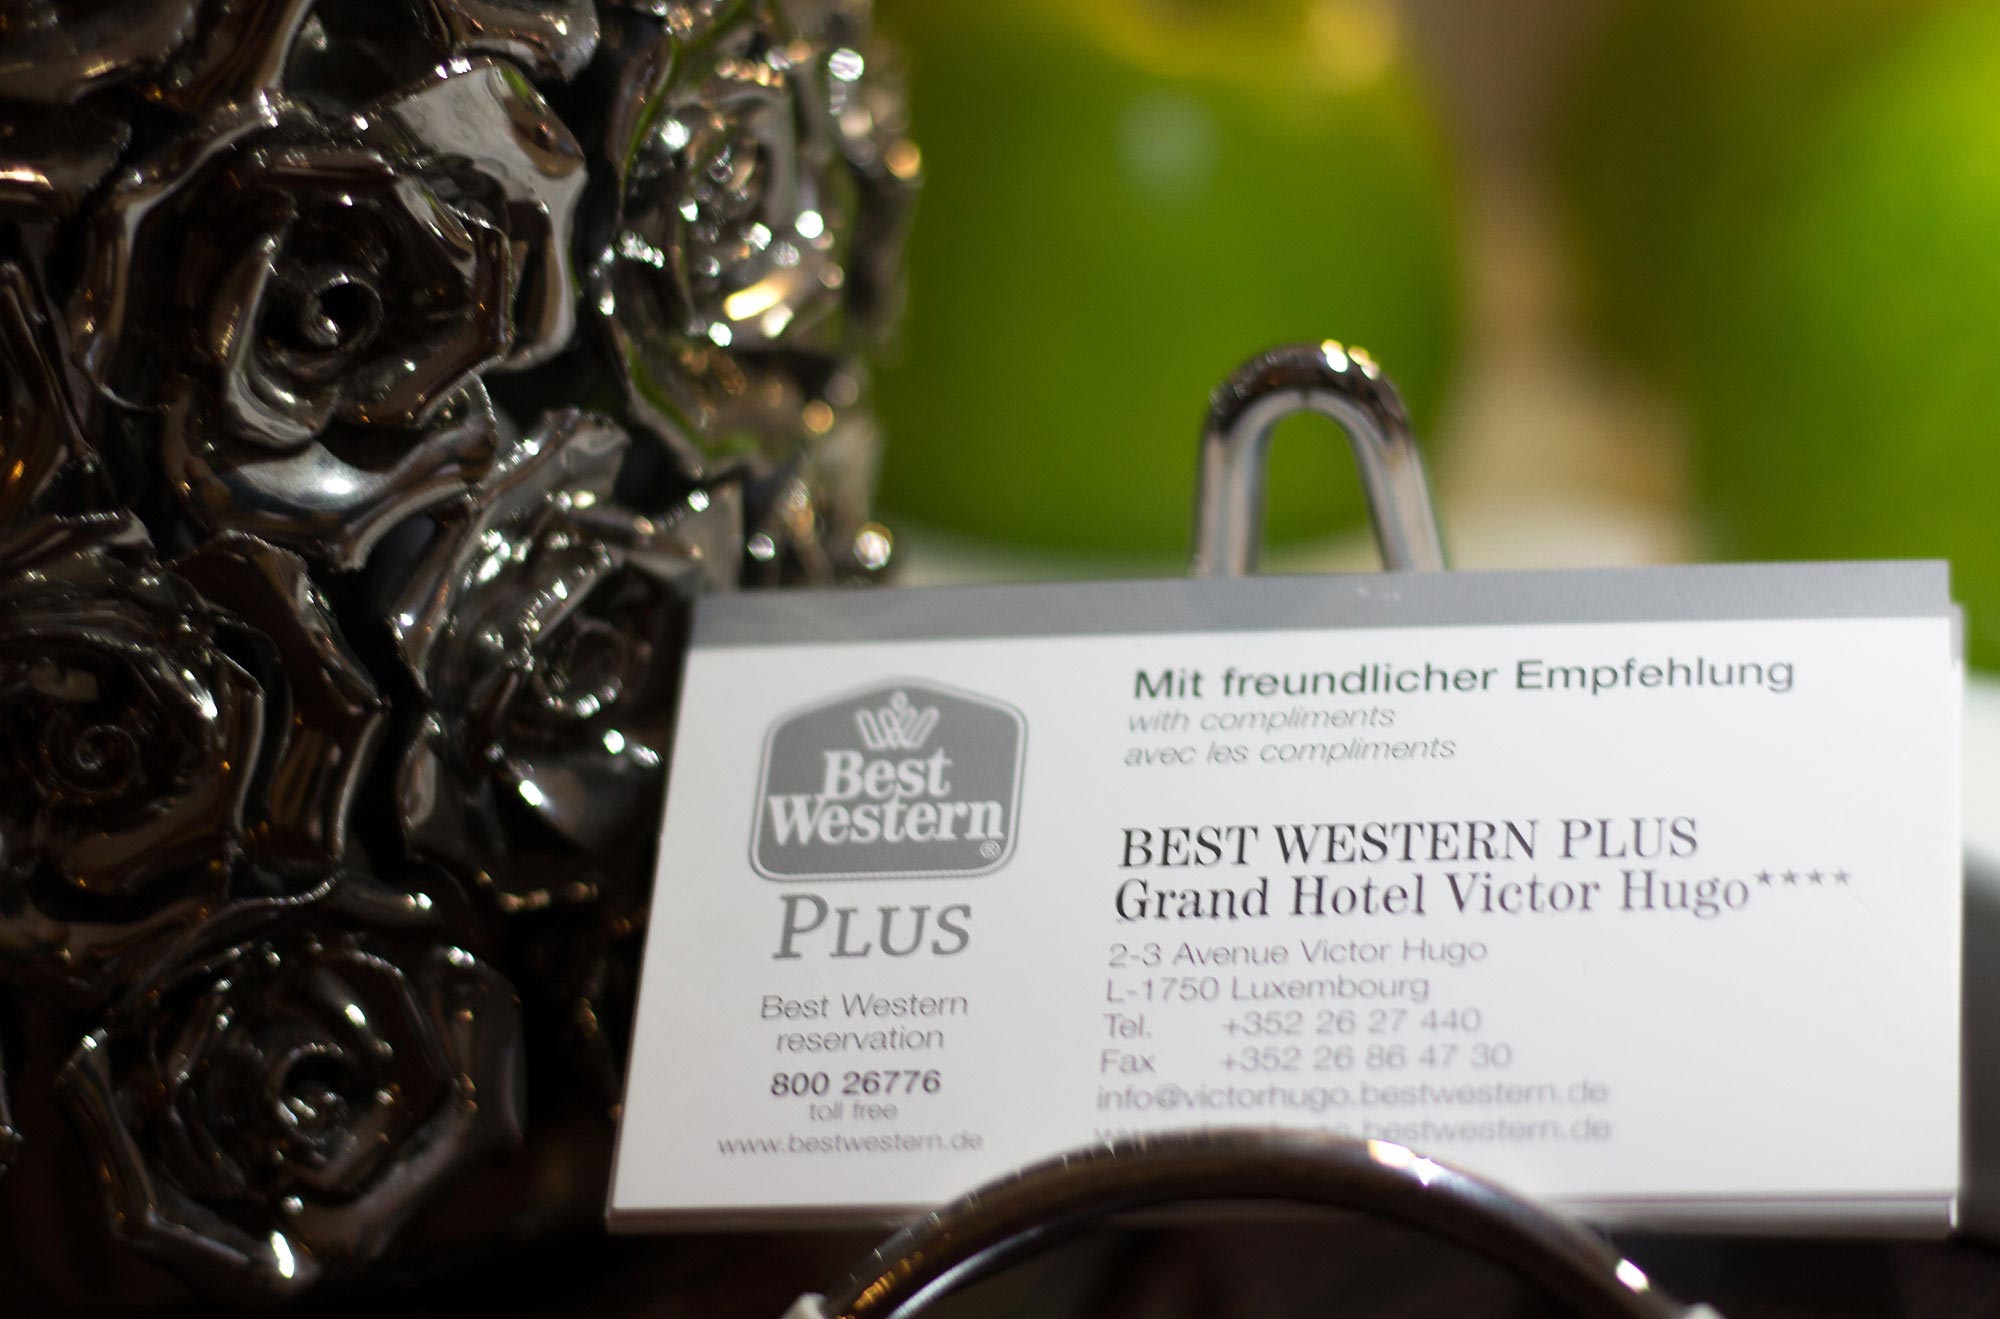 Best
Western
®
PLUS
Best Western
reservation
800 26776
toll free
www.bestwestern.de
Mit freundlicher Empfehlung
with compliments
avec les compliments
BEST WESTERN PLUS
Grand Hotel Victor Hugo****
2-3 Avenue Victor Hugo
L-1750 Luxembourg
Tel. +352 26 27 440
Fax +352 26 86 47 30
info@victorhugo.bestwestern.de
bestwestern.de